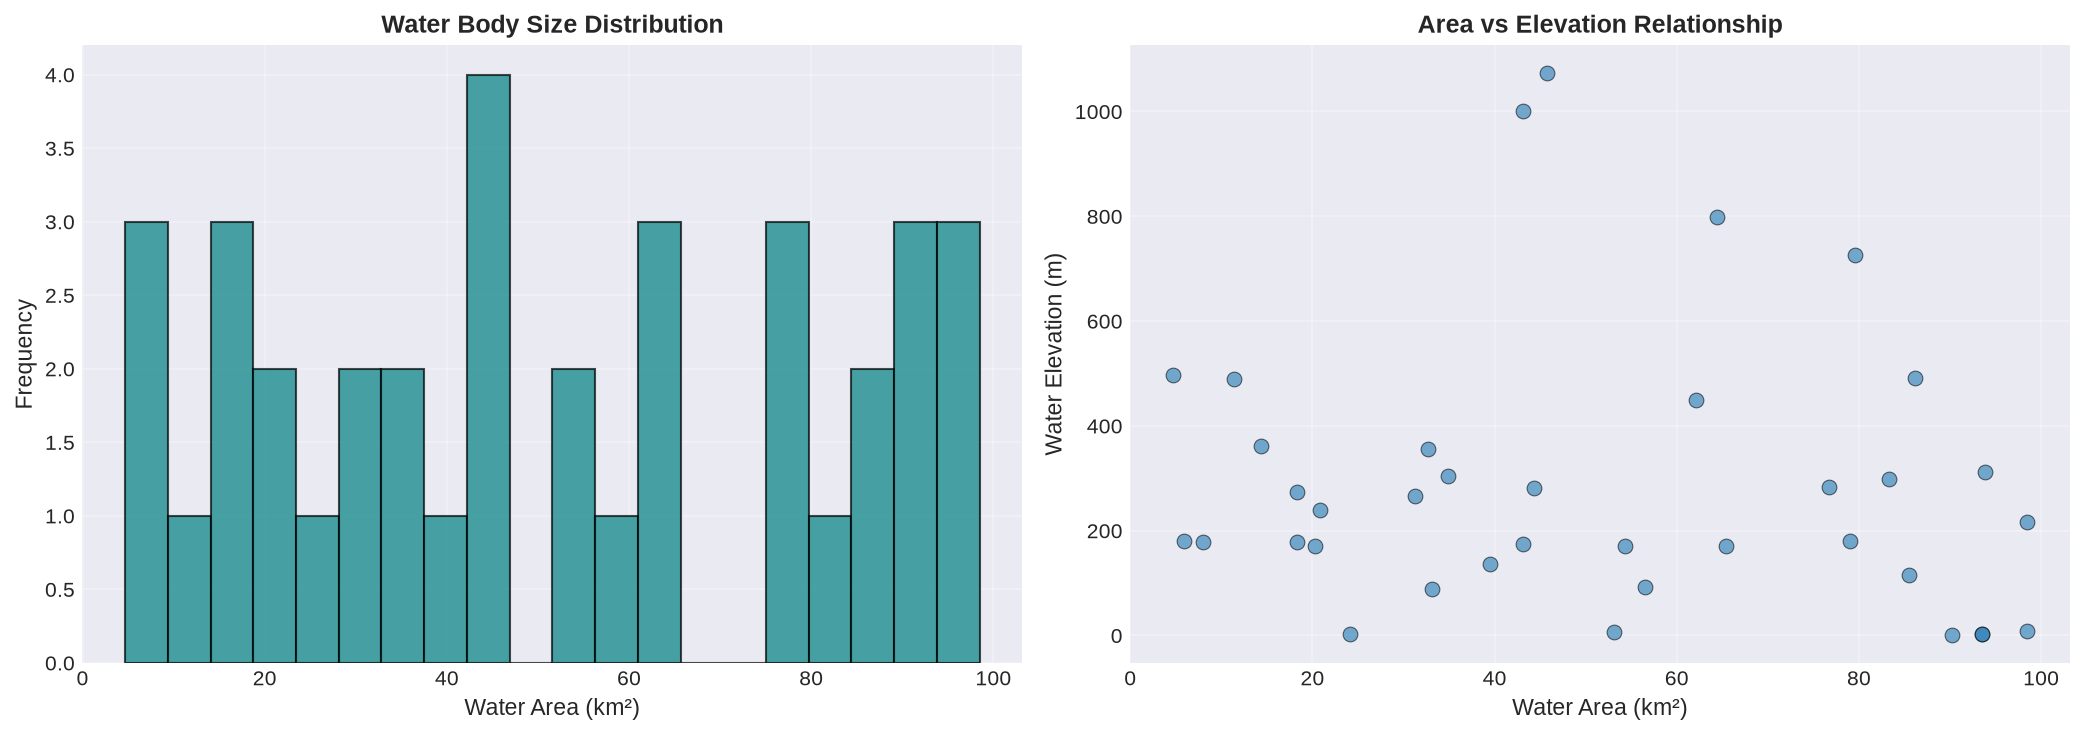 Water Body Size Distribution
4.0
3.5
3.0
2.5
2.0
1.5
1.0
0.5
0.0
Frequency
0 20 40 60 80 100
Water Area (km²)
Area vs Elevation Relationship
1000
800
600
400
200
0
Water Elevation (m)
0 20 40 60 80 100
Water Area (km²)